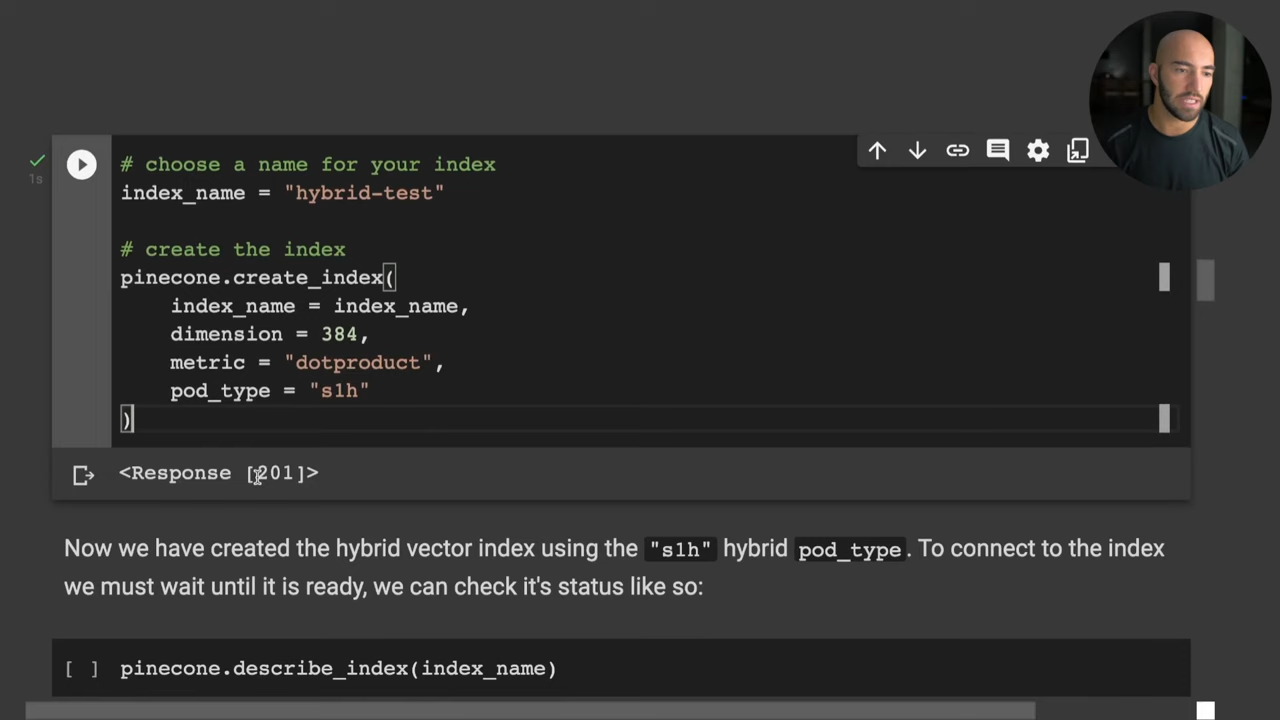 # choose a name for your index
index_name = "hybrid-test"
# create the index
pinecone.create_index(
index_name = index_name,
dimension = 384,
metric = "dotproduct",
pod_type = "s1h"
)
1s
<Response [201]>
Now we have created the hybrid vector index using the "s1h" hybrid pod_type. To connect to the index
we must wait until it is ready, we can check it's status like so:
[ ] pinecone.describe_index(index_name)